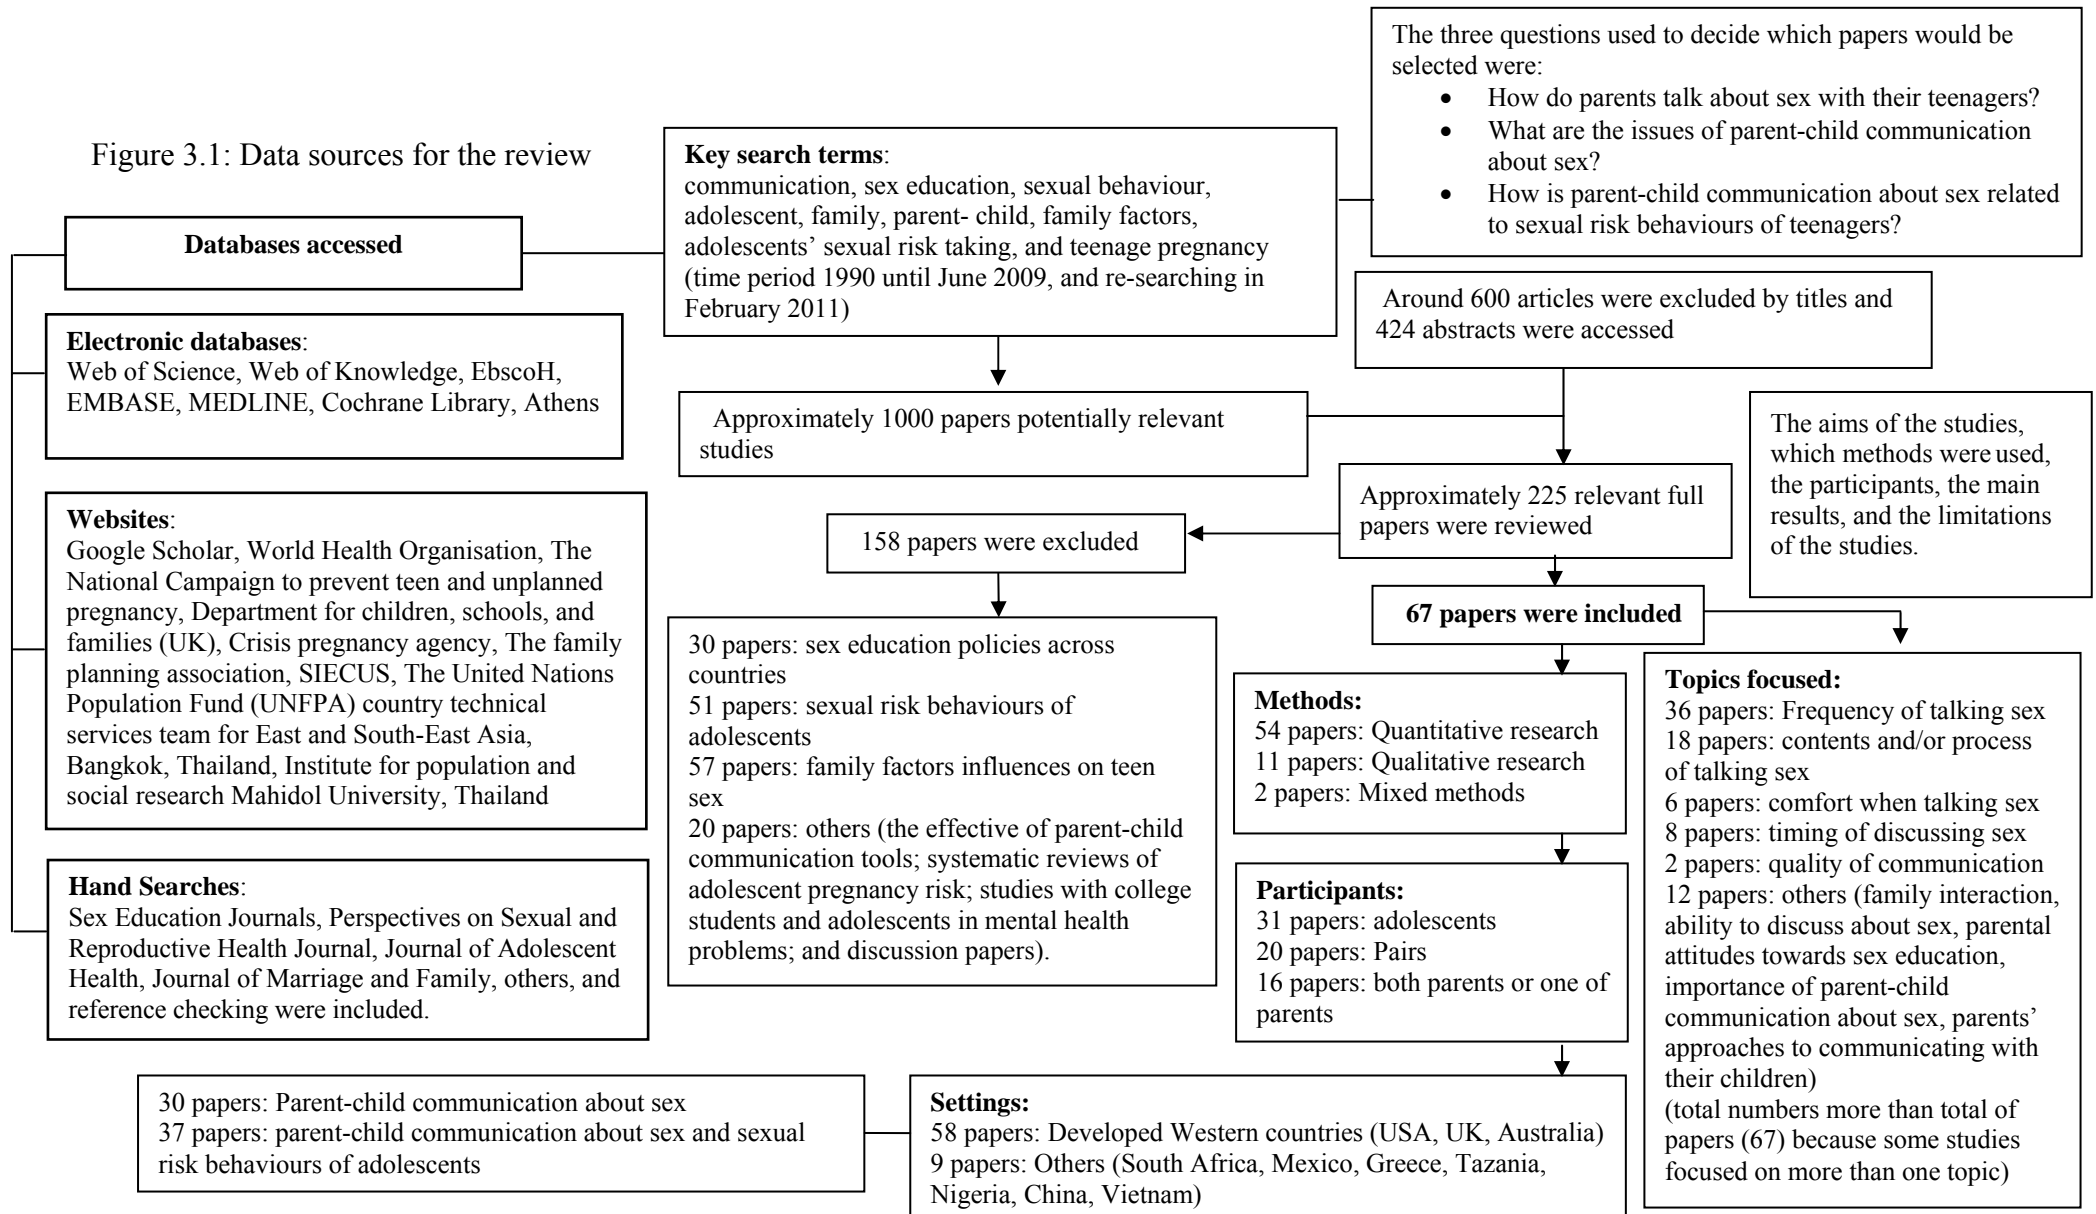 Figure 3.1: Data sources for the review
Databases accessed
Electronic databases:
Web of Science, Web of Knowledge, EbscoH,
EMBASE, MEDLINE, Cochrane Library, Athens
Websites:
Google Scholar, World Health Organisation, The
National Campaign to prevent teen and unplanned
pregnancy, Department for children, schools, and
families (UK), Crisis pregnancy agency, The family
planning association, SIECUS, The United Nations
Population Fund (UNFPA) country technical
services team for East and South-East Asia,
Bangkok, Thailand, Institute for population and
social research Mahidol University, Thailand
Hand Searches:
Sex Education Journals, Perspectives on Sexual and
Reproductive Health Journal, Journal of Adolescent
Health, Journal of Marriage and Family, others, and
reference checking were included.
Key search terms:
communication, sex education, sexual behaviour,
adolescent, family, parent- child, family factors,
adolescents’ sexual risk taking, and teenage pregnancy
(time period 1990 until June 2009, and re-searching in
February 2011)
The three questions used to decide which papers would be
selected were:
• How do parents talk about sex with their teenagers?
• What are the issues of parent-child communication
about sex?
• How is parent-child communication about sex related
to sexual risk behaviours of teenagers?
Around 600 articles were excluded by titles and
424 abstracts were accessed
Approximately 1000 papers potentially relevant
studies
The aims of the studies,
which methods were used,
the participants, the main
results, and the limitations
of the studies.
Approximately 225 relevant full
papers were reviewed
158 papers were excluded
30 papers: sex education policies across
countries
51 papers: sexual risk behaviours of
adolescents
57 papers: family factors influences on teen
sex
20 papers: others (the effective of parent-child
communication tools; systematic reviews of
adolescent pregnancy risk; studies with college
students and adolescents in mental health
problems; and discussion papers).
67 papers were included
Methods:
54 papers: Quantitative research
11 papers: Qualitative research
2 papers: Mixed methods
Participants:
31 papers: adolescents
20 papers: Pairs
16 papers: both parents or one of
parents
Topics focused:
36 papers: Frequency of talking sex
18 papers: contents and/or process
of talking sex
6 papers: comfort when talking sex
8 papers: timing of discussing sex
2 papers: quality of communication
12 papers: others (family interaction,
ability to discuss about sex, parental
attitudes towards sex education,
importance of parent-child
communication about sex, parents’
approaches to communicating with
their children)
(total numbers more than total of
papers (67) because some studies
focused on more than one topic)
Settings:
58 papers: Developed Western countries (USA, UK, Australia)
9 papers: Others (South Africa, Mexico, Greece, Tazania,
Nigeria, China, Vietnam)
30 papers: Parent-child communication about sex
37 papers: parent-child communication about sex and sexual
risk behaviours of adolescents